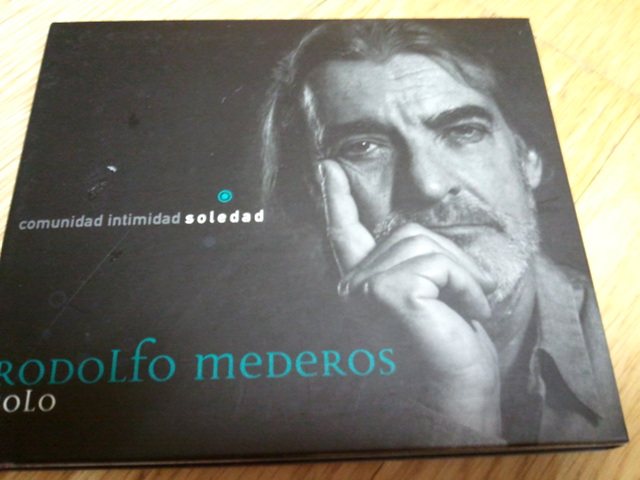 comunidad intimidad soledad
RODOLfo meDeROS
OLO